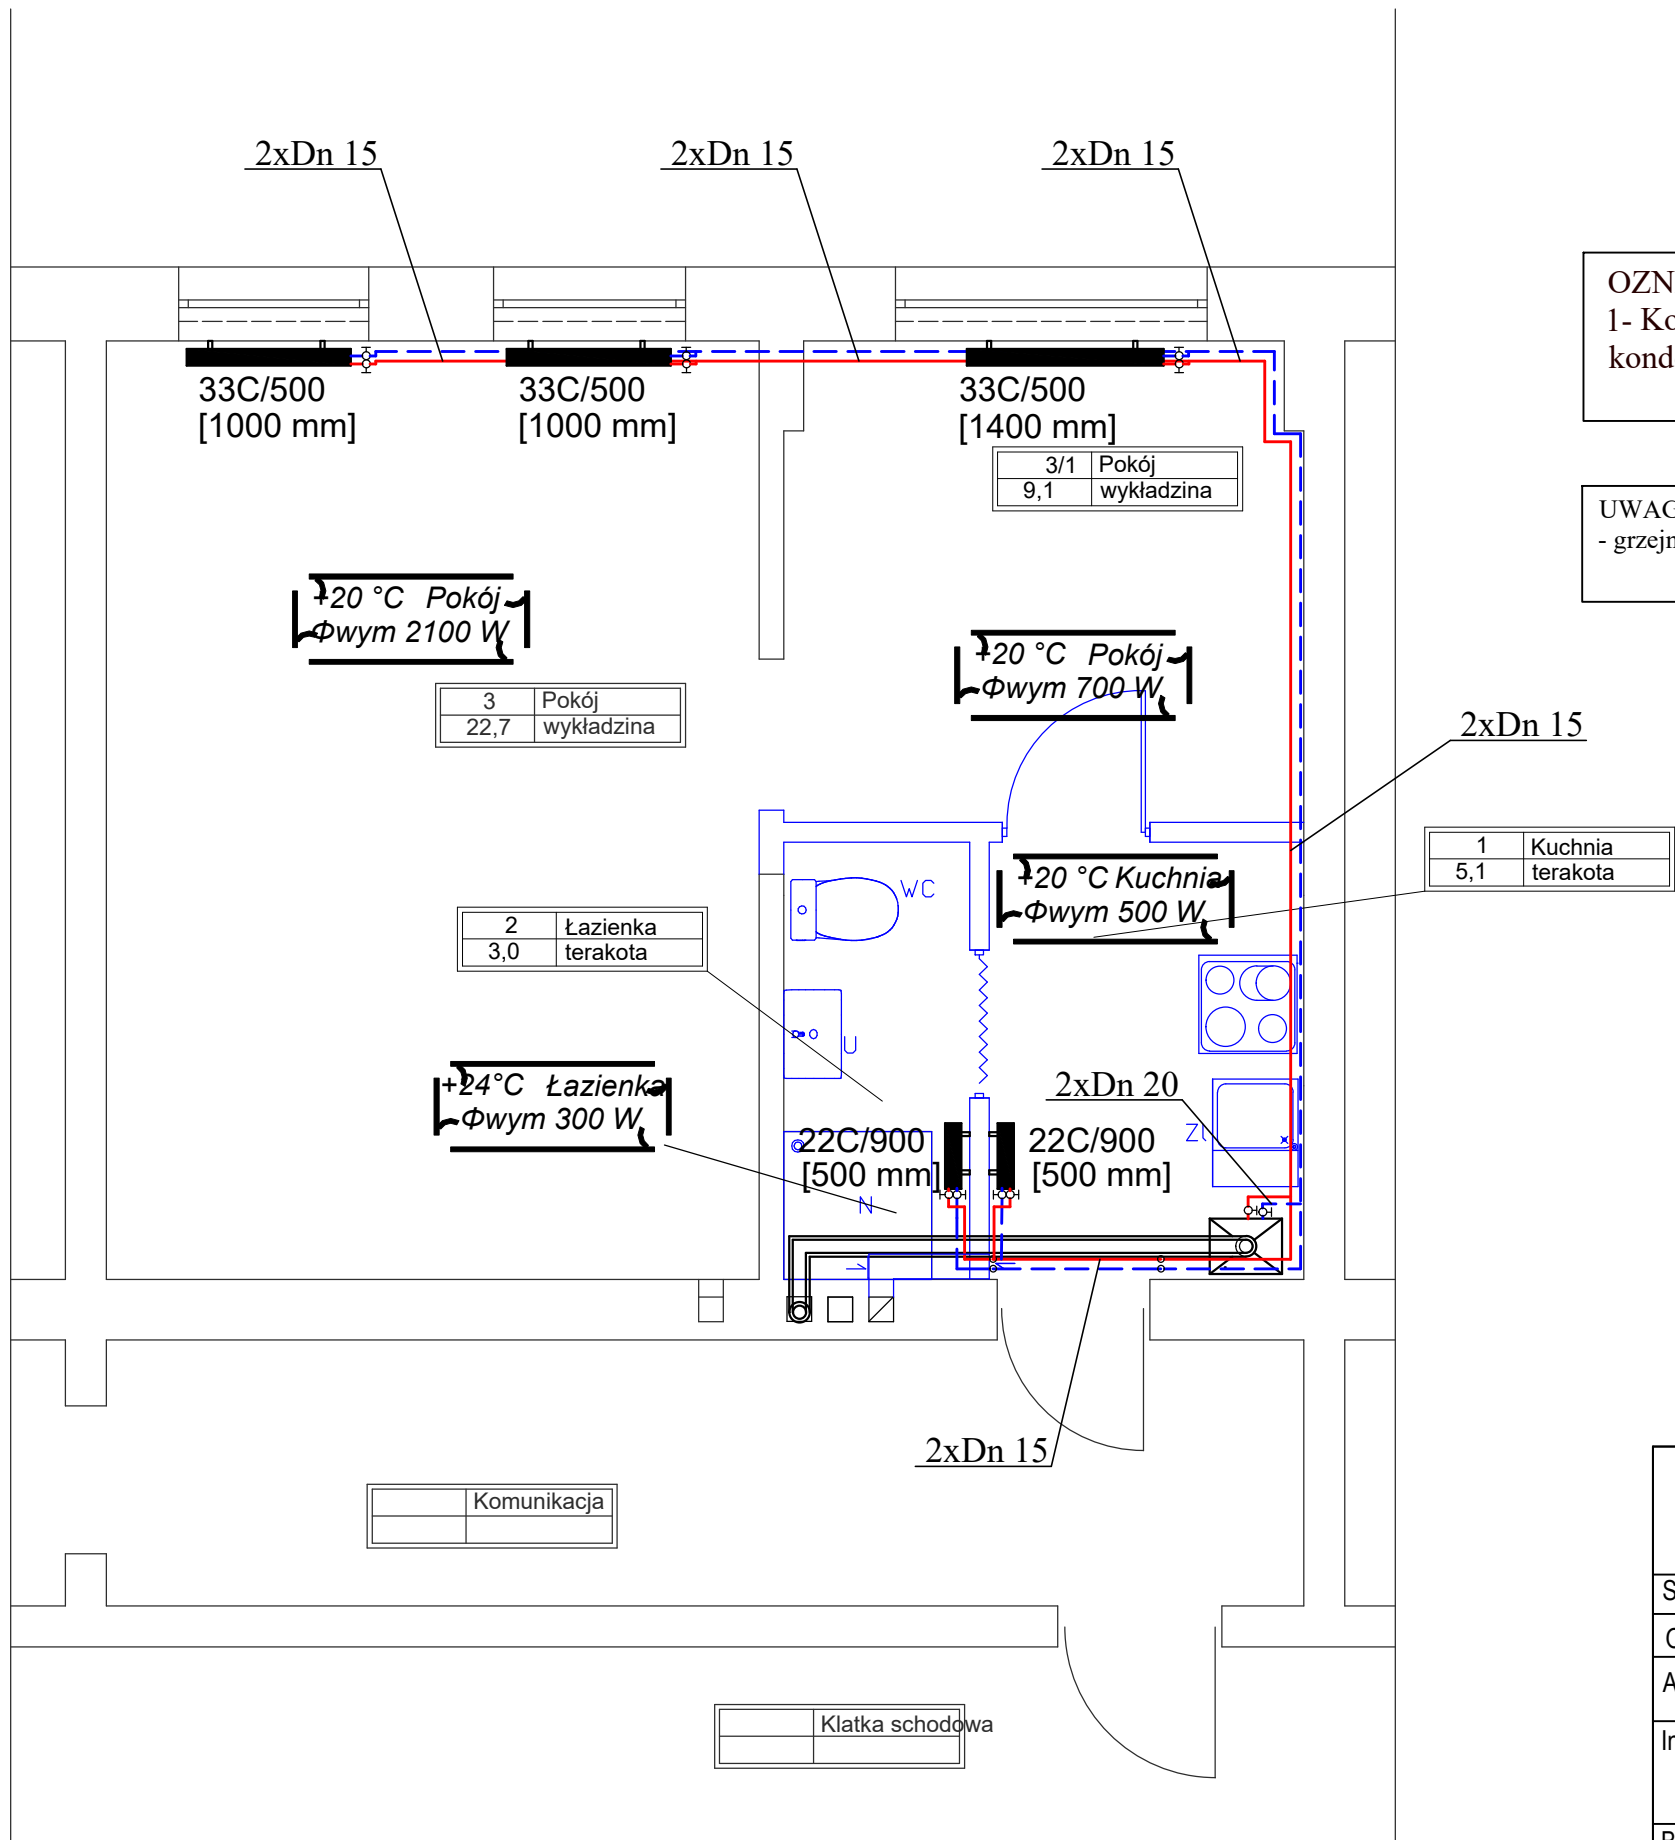 2xDn 15
2xDn 15
2xDn 15
OZN
1- Ko
kond
33C/500
[1000 mm]
33C/500
[1000 mm]
33C/500
[1400 mm]
3/1 Pokój
9,1 wykładzina
UWAG
- grzejn
+20 °C Pokój
Φwym 2100 W
+20 °C Pokój
Φwym 700 W
3 Pokój
22,7 wykładzina
2xDn 15
1 Kuchnia
5,1 terakota
+20 °C Kuchnia
Φwym 500 W
WC
2 Łazienka
3,0 terakota
U
+24°C Łazienka
Φwym 300 W
2xDn 20
22C/900
[500 mm]
22C/900
[500 mm]
Zl
N
2xDn 15
Komunikacja
Klatka schodowa
S
A
In